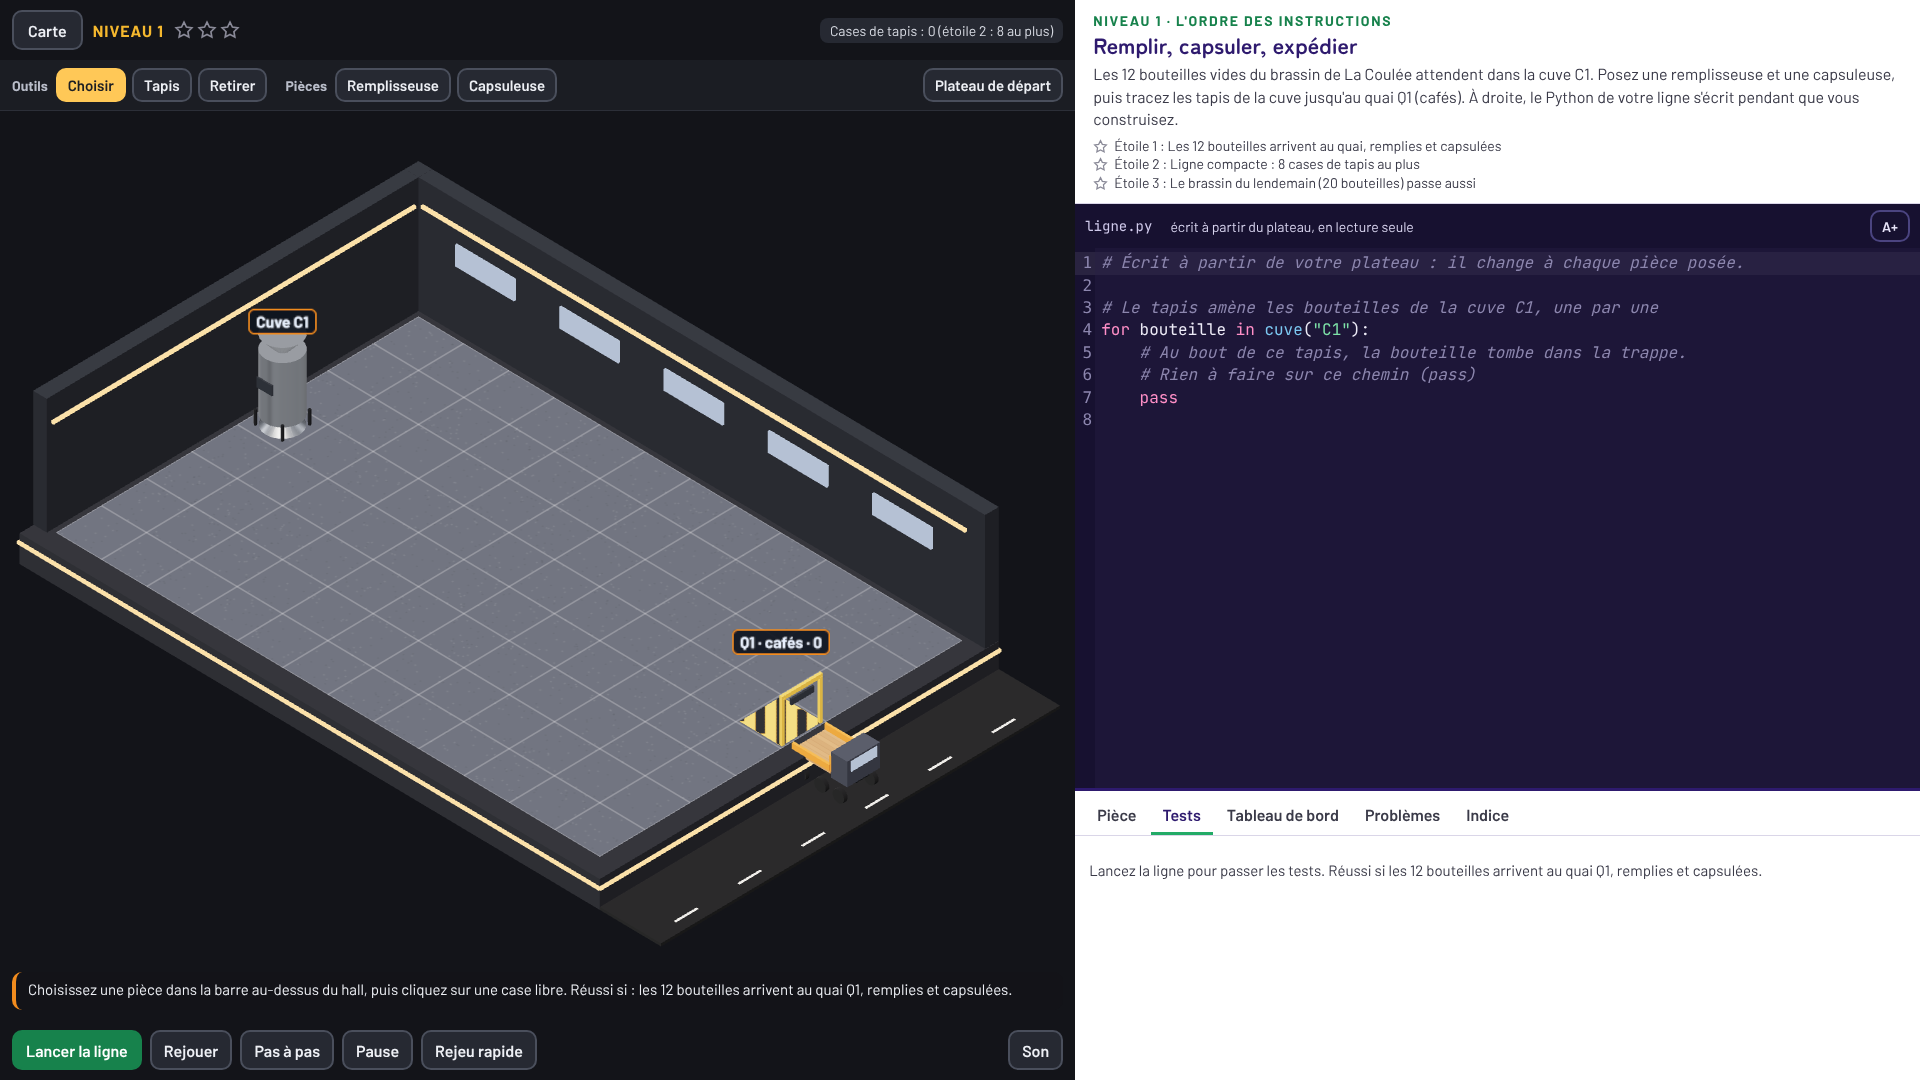 Carte
NIVEAU 1
Cases de tapis : 0 (étoile 2 : 8 au plus)
Outils
Choisir
Tapis
Retirer
Pièces
Remplisseuse
Capsuleuse
Plateau de départ
Cuve C1
Q1 · cafés · 0
Choisissez une pièce dans la barre au-dessus du hall, puis cliquez sur une case libre. Réussi si : les 12 bouteilles arrivent au quai Q1, remplies et capsulées.
Lancer la ligne
Rejouer
Pas à pas
Pause
Rejeu rapide
Son
NIVEAU 1 · L'ORDRE DES INSTRUCTIONS
Remplir, capsuler, expédier
Les 12 bouteilles vides du brassin de La Coulée attendent dans la cuve C1. Posez une remplisseuse et une capsuleuse,
puis tracez les tapis de la cuve jusqu'au quai Q1 (cafés). À droite, le Python de votre ligne s'écrit pendant que vous
construisez.
Étoile 1 : Les 12 bouteilles arrivent au quai, remplies et capsulées
Étoile 2 : Ligne compacte : 8 cases de tapis au plus
Étoile 3 : Le brassin du lendemain (20 bouteilles) passe aussi
ligne.py
écrit à partir du plateau, en lecture seule
A+
1 # Écrit à partir de votre plateau : il change à chaque pièce posée.
2
3 # Le tapis amène les bouteilles de la cuve C1, une par une
4 for bouteille in cuve("C1"):
5     # Au bout de ce tapis, la bouteille tombe dans la trappe.
6     # Rien à faire sur ce chemin (pass)
7     pass
8
Pièce
Tests
Tableau de bord
Problèmes
Indice
Lancez la ligne pour passer les tests. Réussi si les 12 bouteilles arrivent au quai Q1, remplies et capsulées.